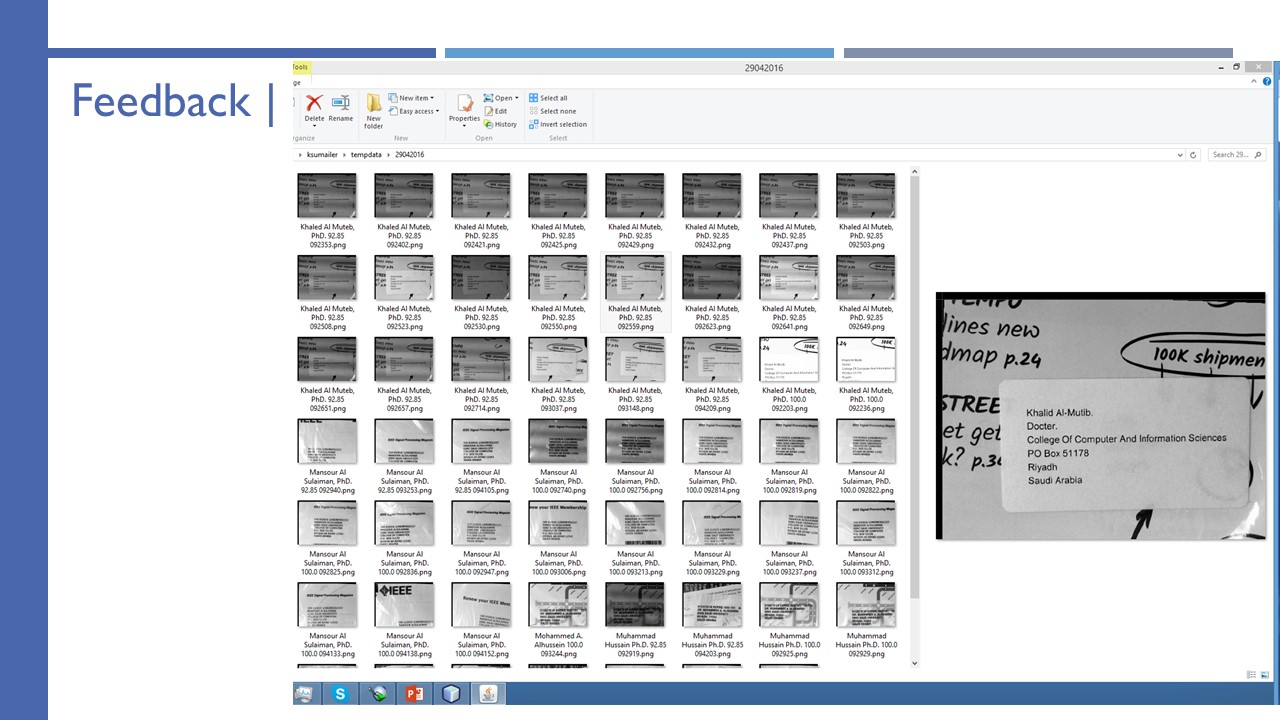 Feedback |
Tools
29042016
ge
Delete
Rename
New folder
New item
Easy access
Properties
Open
Edit
History
Select all
Select none
Invert selection
rganize
New
Open
Select
ksumailer
tempdata
29042016
Search 29...
Khaled Al Muteb, PhD. 92.85 092353.png
Khaled Al Muteb, PhD. 92.85 092402.png
Khaled Al Muteb, PhD. 92.85 092421.png
Khaled Al Muteb, PhD. 92.85 092425.png
Khaled Al Muteb, PhD. 92.85 092429.png
Khaled Al Muteb, PhD. 92.85 092432.png
Khaled Al Muteb, PhD. 92.85 092437.png
Khaled Al Muteb, PhD. 92.85 092503.png
Khaled Al Muteb, PhD. 92.85 092508.png
Khaled Al Muteb, PhD. 92.85 092523.png
Khaled Al Muteb, PhD. 92.85 092530.png
Khaled Al Muteb, PhD. 92.85 092550.png
Khaled Al Muteb, PhD. 92.85 092559.png
Khaled Al Muteb, PhD. 92.85 092623.png
Khaled Al Muteb, PhD. 92.85 092641.png
Khaled Al Muteb, PhD. 92.85 092649.png
Khaled Al Muteb, PhD. 92.85 092651.png
Khaled Al Muteb, PhD. 92.85 092657.png
Khaled Al Muteb, PhD. 92.85 092714.png
Khaled Al Muteb, PhD. 92.85 093037.png
Khaled Al Muteb, PhD. 92.85 093148.png
Khaled Al Muteb, PhD. 92.85 094209.png
Khaled Al Muteb, PhD. 100.0 092203.png
Khaled Al Muteb, PhD. 100.0 092236.png
Mansour Al Sulaiman, PhD. 92.85 092940.png
Mansour Al Sulaiman, PhD. 92.85 093253.png
Mansour Al Sulaiman, PhD. 92.85 094105.png
Mansour Al Sulaiman, PhD. 100.0 092740.png
Mansour Al Sulaiman, PhD. 100.0 092756.png
Mansour Al Sulaiman, PhD. 100.0 092814.png
Mansour Al Sulaiman, PhD. 100.0 092819.png
Mansour Al Sulaiman, PhD. 100.0 092822.png
Mansour Al Sulaiman, PhD. 100.0 092825.png
Mansour Al Sulaiman, PhD. 100.0 092836.png
Mansour Al Sulaiman, PhD. 100.0 092947.png
Mansour Al Sulaiman, PhD. 100.0 093006.png
Mansour Al Sulaiman, PhD. 100.0 093213.png
Mansour Al Sulaiman, PhD. 100.0 093229.png
Mansour Al Sulaiman, PhD. 100.0 093237.png
Mansour Al Sulaiman, PhD. 100.0 093312.png
Mansour Al Sulaiman, PhD. 100.0 094133.png
Mansour Al Sulaiman, PhD. 100.0 094138.png
Mansour Al Sulaiman, PhD. 100.0 094152.png
Mohammed A. Alhussein 100.0 093244.png
Muhammad Hussain Ph.D. 92.85 092919.png
Muhammad Hussain Ph.D. 92.85 094203.png
Muhammad Hussain Ph.D. 100.0 092925.png
Muhammad Hussain Ph.D. 100.0 092929.png
lines new
dmap p.24
100K shipmen
STREE
et get
k? p.36
Khalid Al-Mutib.
Docter.
College Of Computer And Information Sciences
PO Box 51178
Riyadh
Saudi Arabia